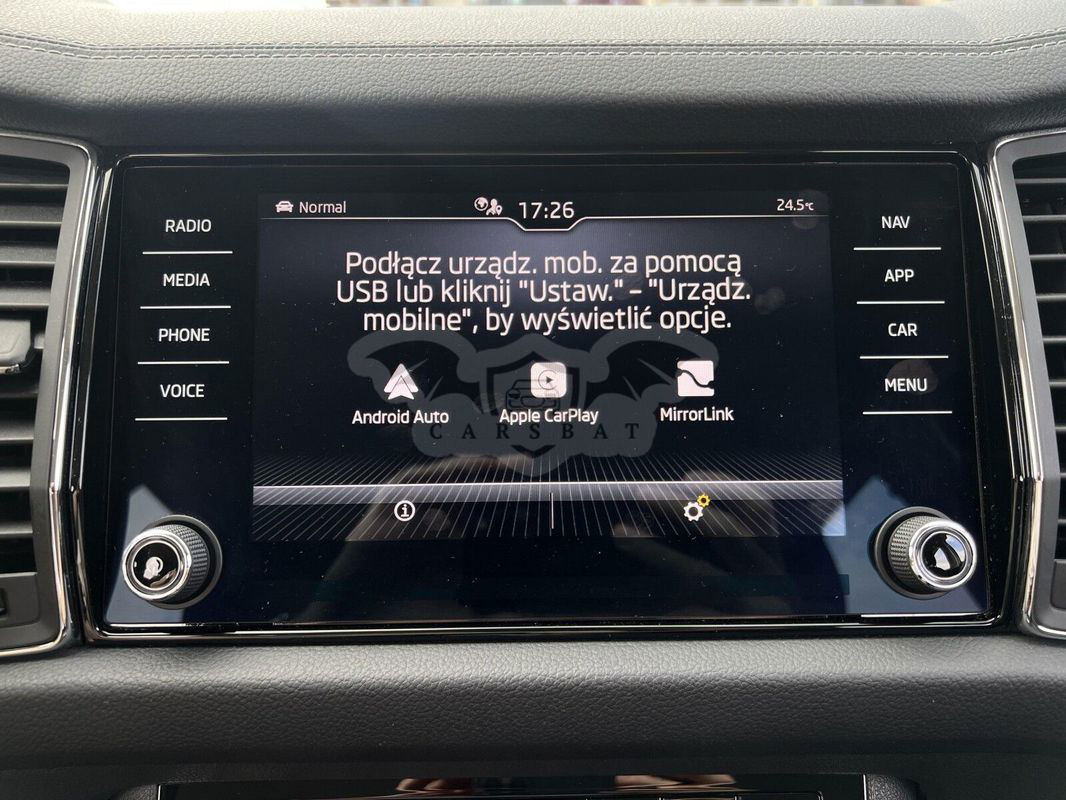 RADIO
MEDIA
PHONE
VOICE
Normal
17:26
24.5°C
Podłącz urządz. mob. za pomocą
USB lub kliknij "Ustaw." - "Urządz.
mobilne", by wyświetlić opcje.
Android Auto
Apple CarPlay
MirrorLink
CARSBAT
NAV
APP
CAR
MENU